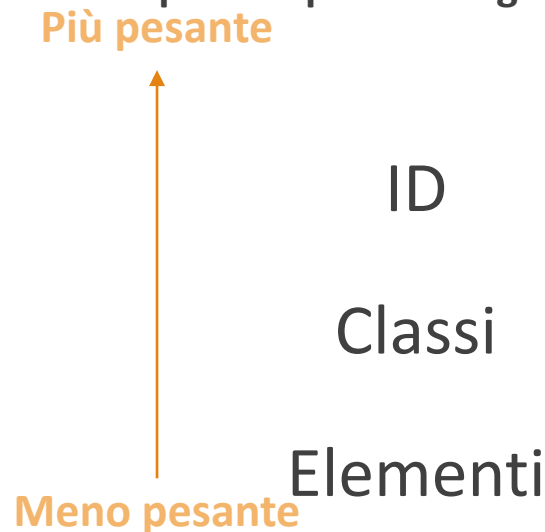 Più pesante
ID
Classi
Elementi
Meno pesante